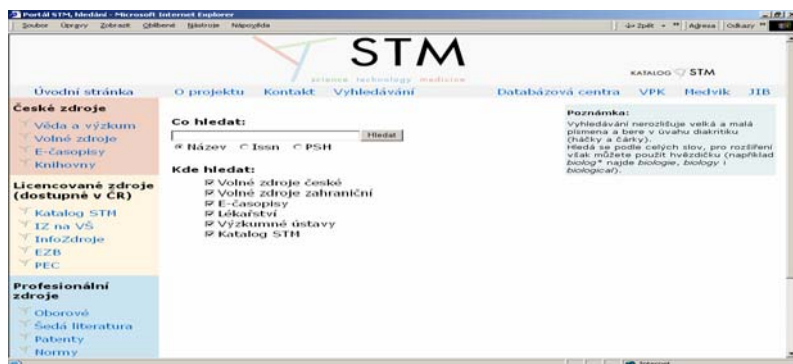 Portál STM, hledání - Microsoft Internet Explorer
Soubor Úpravy Zobrazit Oblíbené Nástroje Nápověda
Zpět
Adresa
Odkazy
STM
science technology medicine
KATALOG STM
Úvodní stránka O projektu Kontakt Vyhledávání Databázová centra VPK Medvik JIB
České zdroje
Věda a výzkum
Volné zdroje
E-časopisy
Knihovny
Licencované zdroje
(dostupné v ČR)
Katalog STM
IZ na VŠ
InfoZdroje
EZB
PEC
Profesionální
zdroje
Oborové
Šedá literatura
Patenty
Normy
Co hledat:
Hledat
Název Issn PSH
Kde hledat:
Volné zdroje české
Volné zdroje zahraniční
E-časopisy
Lékařství
Výzkumné ústavy
Katalog STM
Poznámka:
Vyhledávání nerozlišuje velká a malá
písmena a bere v úvahu diakritiku
(háčky a čárky).
Hledá se podle celých slov, pro rozšíření
však můžete použít hvězdičku (například
biolog* najde biologie, biology i
biological).
Internet